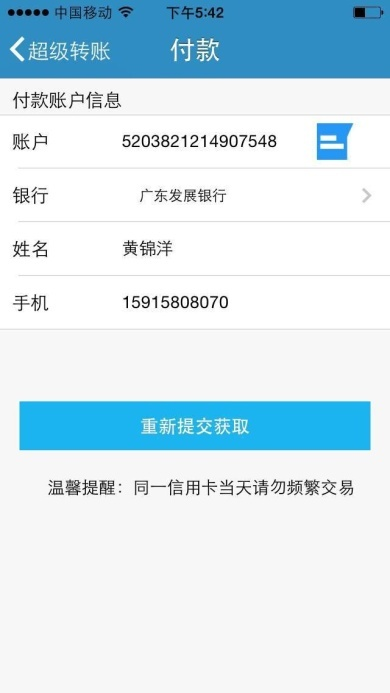 中国移动 下午5:42
超级转账 付款
付款账户信息
账户 5203821214907548
银行 广东发展银行
姓名 黄锦洋
手机 15915808070
重新提交获取
温馨提醒：同一信用卡当天请勿频繁交易